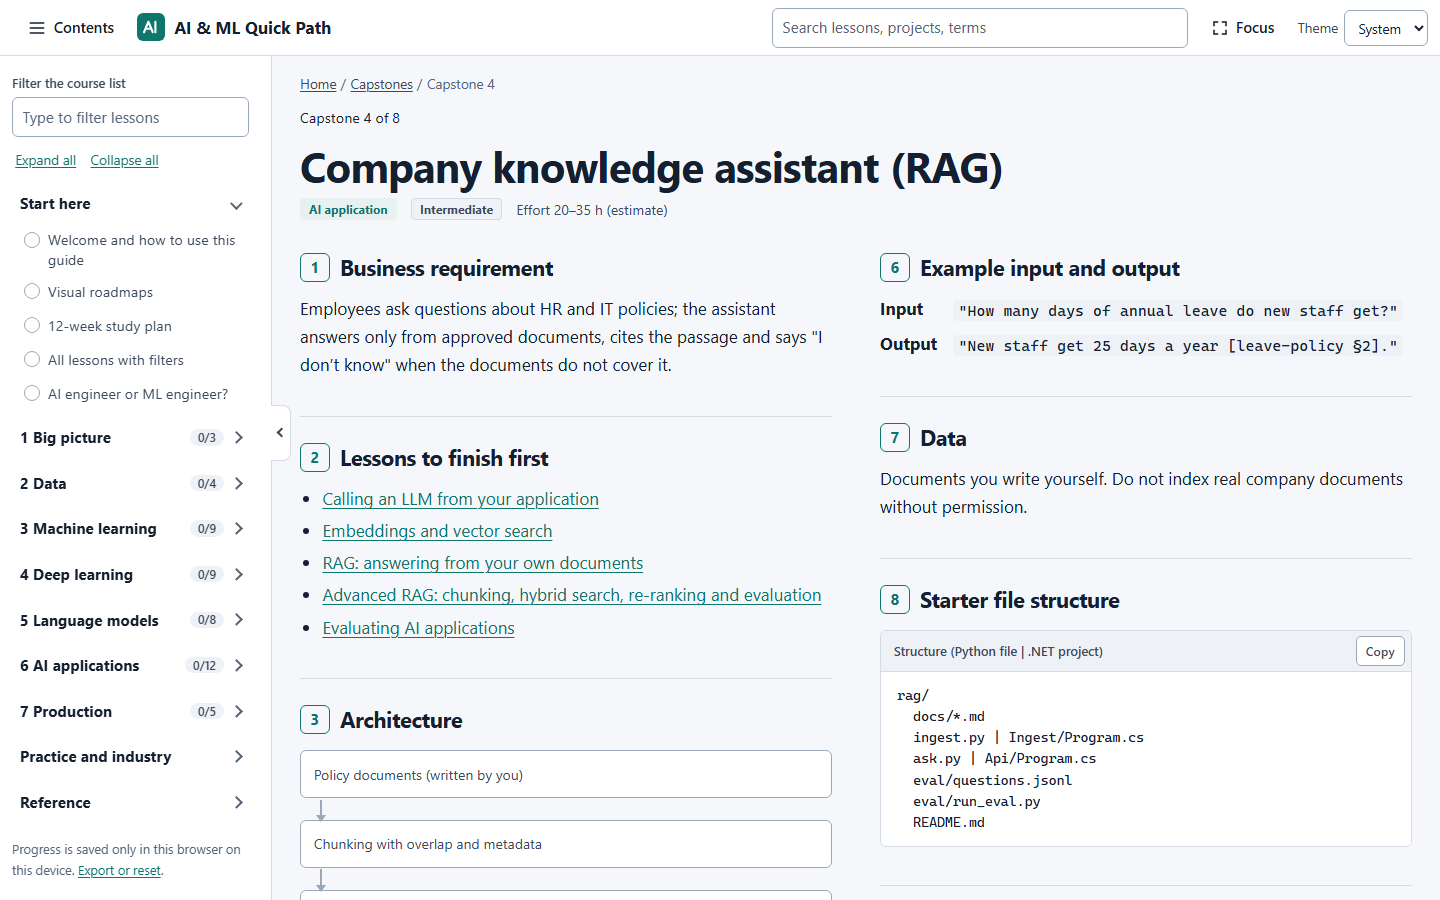 Contents
AI
AI & ML Quick Path
Search lessons, projects, terms
Focus
Theme
System
Filter the course list
Type to filter lessons
Expand all
Collapse all
Start here
Welcome and how to use this
guide
Visual roadmaps
12-week study plan
All lessons with filters
AI engineer or ML engineer?
1 Big picture 0/3
2 Data 0/4
3 Machine learning 0/9
4 Deep learning 0/9
5 Language models 0/8
6 AI applications 0/12
7 Production 0/5
Practice and industry
Reference
Progress is saved only in this browser on
this device. Export or reset.
Home / Capstones / Capstone 4
Capstone 4 of 8
Company knowledge assistant (RAG)
AI application Intermediate Effort 20–35 h (estimate)
1 Business requirement
Employees ask questions about HR and IT policies; the assistant
answers only from approved documents, cites the passage and says "I
don't know" when the documents do not cover it.
2 Lessons to finish first
Calling an LLM from your application
Embeddings and vector search
RAG: answering from your own documents
Advanced RAG: chunking, hybrid search, re-ranking and evaluation
Evaluating AI applications
3 Architecture
Policy documents (written by you)
Chunking with overlap and metadata
6 Example input and output
Input "How many days of annual leave do new staff get?"
Output "New staff get 25 days a year [leave-policy §2]."
7 Data
Documents you write yourself. Do not index real company documents
without permission.
8 Starter file structure
Structure (Python file | .NET project)
Copy
rag/
docs/*.md
ingest.py | Ingest/Program.cs
ask.py | Api/Program.cs
eval/questions.jsonl
eval/run_eval.py
README.md